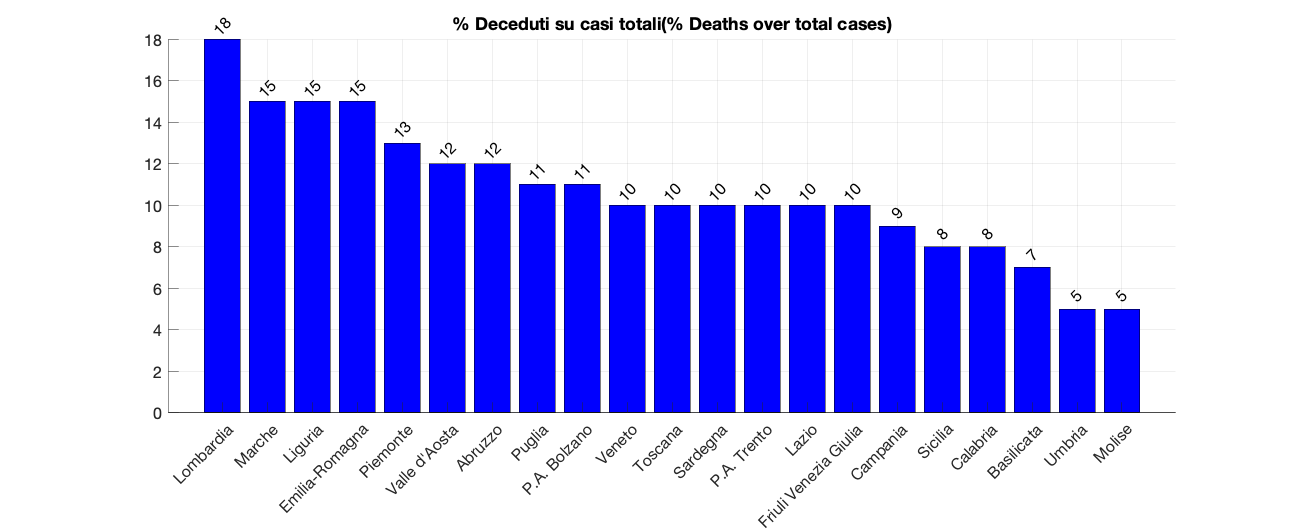 % Deceduti su casi totali(% Deaths over total cases)
18
16
14
12
10
8
6
4
2
0
18
15
15
15
13
12
12
11
11
10
10
10
10
10
10
9
8
8
7
5
5
Lombardia
Marche
Liguria
Emilia-Romagna
Piemonte
Valle d'Aosta
Abruzzo
Puglia
P.A. Bolzano
Veneto
Toscana
Sardegna
P.A. Trento
Lazio
Friuli Venezia Giulia
Campania
Sicilia
Calabria
Basilicata
Umbria
Molise